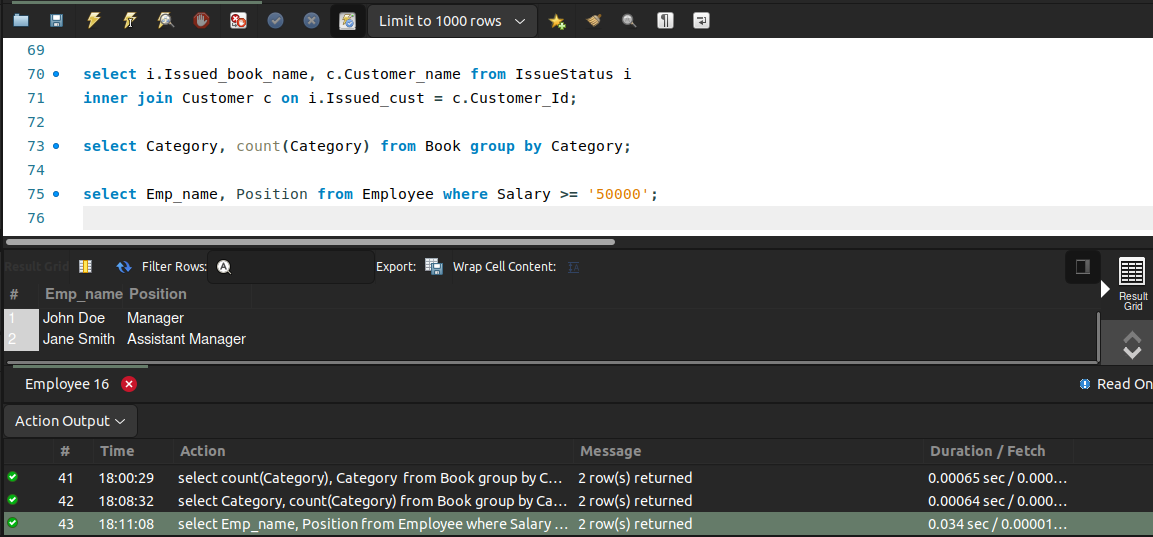 Limit to 1000 rows
69
70 select i.Issued_book_name, c.Customer_name from IssueStatus i
71 inner join Customer c on i.Issued_cust = c.Customer_Id;
72
73 select Category, count(Category) from Book group by Category;
74
75 select Emp_name, Position from Employee where Salary >= '50000';
76
Result Grid Filter Rows: Export: Wrap Cell Content:
# Emp_name Position
1 John Doe Manager
2 Jane Smith Assistant Manager
Result
Grid
Employee 16 Read On
Action Output
# Time Action Message Duration / Fetch
41 18:00:29 select count(Category), Category from Book group by C... 2 row(s) returned 0.00065 sec / 0.000...
42 18:08:32 select Category, count(Category) from Book group by Ca... 2 row(s) returned 0.00064 sec / 0.000...
43 18:11:08 select Emp_name, Position from Employee where Salary ... 2 row(s) returned 0.034 sec / 0.00001...